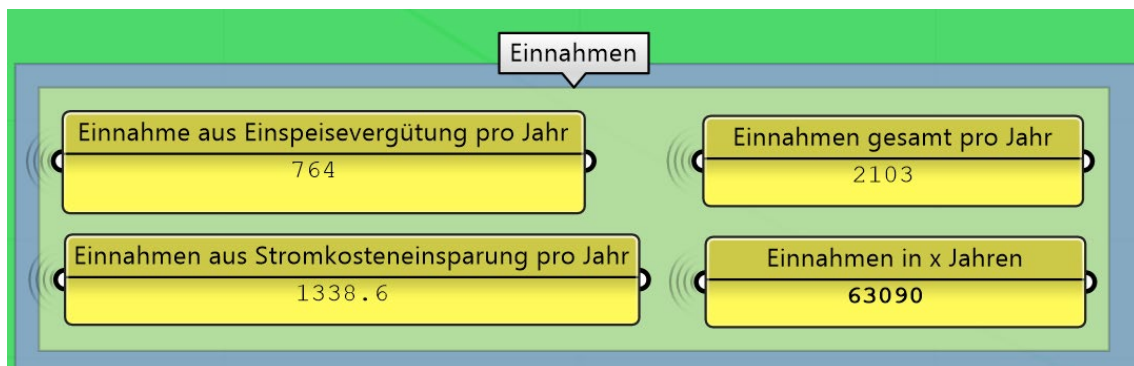 Einnahmen
Einnahme aus Einspeisevergütung pro Jahr
764
Einnahmen gesamt pro Jahr
2103
Einnahmen aus Stromkosteneinsparung pro Jahr
1338.6
Einnahmen in x Jahren
63090